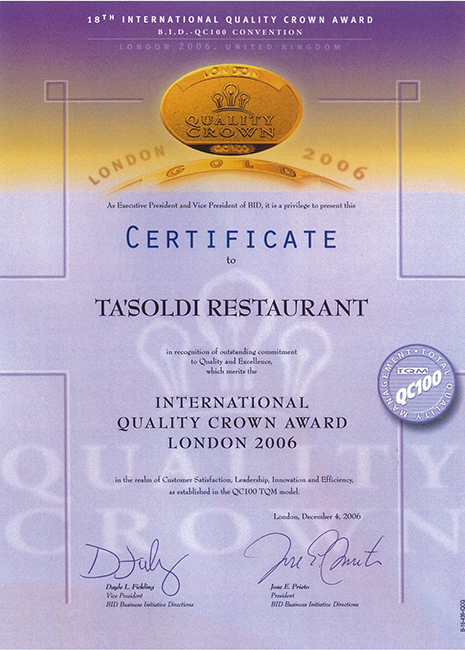 18TH INTERNATIONAL QUALITY CROWN AWARD
B.I.D.-QC100 CONVENTION
LONDON 2006, UNITED KINGDOM
LONDON
QUALITY
CROWN
QC100
LONDON GOLD 2006
As Executive President and Vice President of BID, it is a privilege to present this
CERTIFICATE
to
TA'SOLDI RESTAURANT
in recognition of outstanding commitment
to Quality and Excellence,
which merits the
TOTAL QUALITY MANAGEMENT
TQM
QC100
INTERNATIONAL
QUALITY CROWN AWARD
LONDON 2006
QUALITY
CROWN
in the realm of Customer Satisfaction, Leadership, Innovation and Efficiency,
as established in the QC100 TQM model.
London, December 4, 2006
Dayle L. Fickling
Vice President
BID Business Initiative Directions
Jose E. Prieto
President
BID Business Initiative Directions